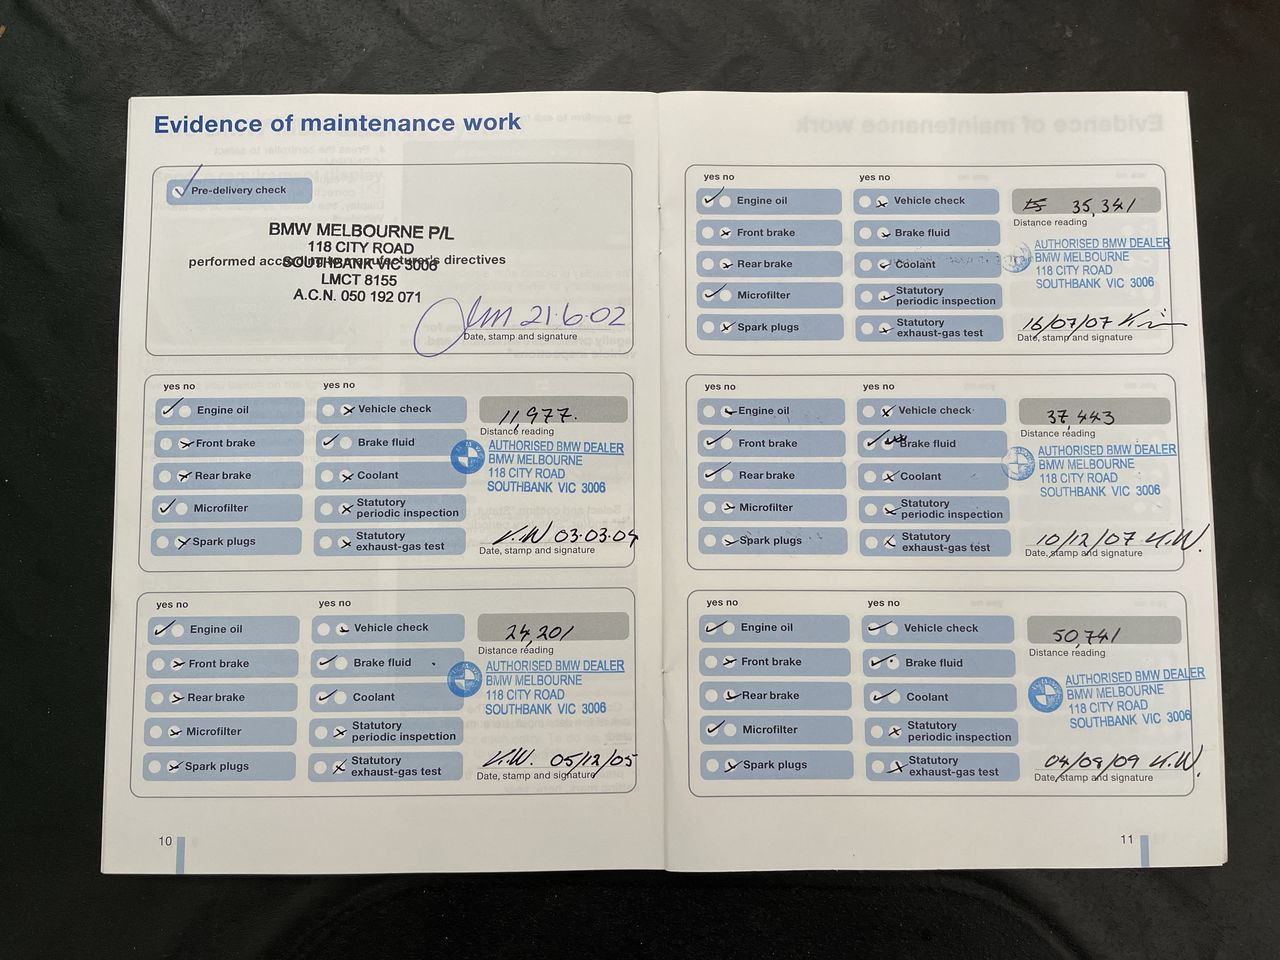 Evidence of maintenance work
Pre-delivery check
BMW MELBOURNE P/L
118 CITY ROAD
performed according to manufacturer's directives
SOUTHBANK VIC 3006
LMCT 8155
A.C.N. 050 192 071
21·6·02
Date, stamp and signature
yes no yes no
Engine oil Vehicle check 11,977
Distance reading
Front brake Brake fluid
AUTHORISED BMW DEALER
BMW MELBOURNE
118 CITY ROAD
SOUTHBANK VIC 3006
Rear brake Coolant
Microfilter Statutory
periodic inspection
Spark plugs Statutory
exhaust-gas test
K.W 03·03·04
Date, stamp and signature
yes no yes no
Engine oil Vehicle check 24,201
Distance reading
Front brake Brake fluid
AUTHORISED BMW DEALER
BMW MELBOURNE
118 CITY ROAD
SOUTHBANK VIC 3006
Rear brake Coolant
Microfilter Statutory
periodic inspection
Spark plugs Statutory
exhaust-gas test
K.W. 05/12/05
Date, stamp and signature
10
yes no yes no
Engine oil Vehicle check 35,341
Distance reading
Front brake Brake fluid
AUTHORISED BMW DEALER
BMW MELBOURNE
118 CITY ROAD
SOUTHBANK VIC 3006
Rear brake Coolant
Microfilter Statutory
periodic inspection
Spark plugs Statutory
exhaust-gas test
16/07/07
Date, stamp and signature
yes no yes no
Engine oil Vehicle check 37,443
Distance reading
Front brake Brake fluid
AUTHORISED BMW DEALER
BMW MELBOURNE
118 CITY ROAD
SOUTHBANK VIC 3006
Rear brake Coolant
Microfilter Statutory
periodic inspection
Spark plugs Statutory
exhaust-gas test
10/12/07 K.W.
Date, stamp and signature
yes no yes no
Engine oil Vehicle check 50,741
Distance reading
Front brake Brake fluid
AUTHORISED BMW DEALER
BMW MELBOURNE
118 CITY ROAD
SOUTHBANK VIC 3006
Rear brake Coolant
Microfilter Statutory
periodic inspection
Spark plugs Statutory
exhaust-gas test
K.W.
Date, stamp and signature
11